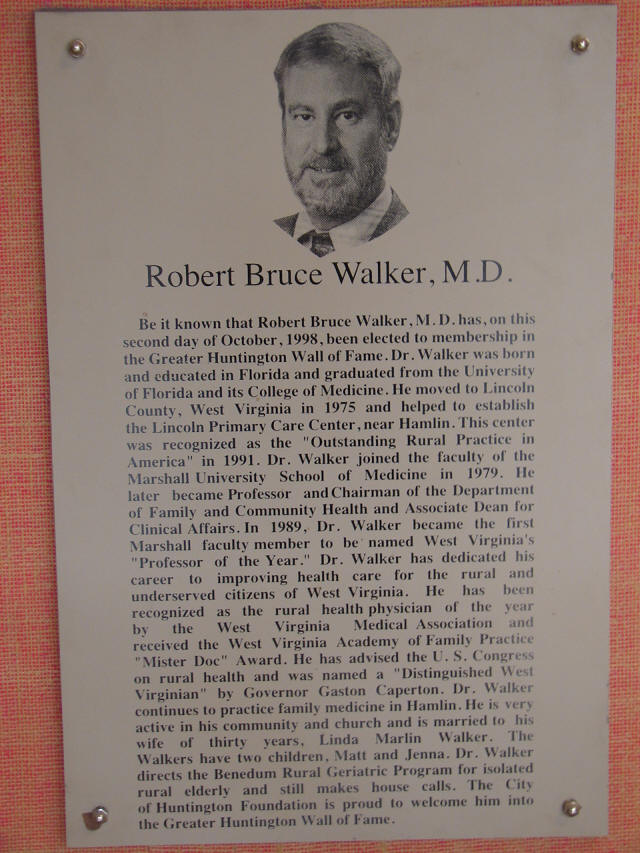 Robert Bruce Walker, M.D.
Be it known that Robert Bruce Walker, M.D. has, on this
second day of October, 1998, been elected to membership in
the Greater Huntington Wall of Fame. Dr. Walker was born
and educated in Florida and graduated from the University
of Florida and its College of Medicine. He moved to Lincoln
County, West Virginia in 1975 and helped to establish
the Lincoln Primary Care Center, near Hamlin. This center
was recognized as the "Outstanding Rural Practice in
America" in 1991. Dr. Walker joined the faculty of the
Marshall University School of Medicine in 1979. He
later became Professor and Chairman of the Department
of Family and Community Health and Associate Dean for
Clinical Affairs. In 1989, Dr. Walker became the first
Marshall faculty member to be named West Virginia's
"Professor of the Year." Dr. Walker has dedicated his
career to improving health care for the rural and
underserved citizens of West Virginia. He has been
recognized as the rural health physician of the year
by the West Virginia Medical Association and
received the West Virginia Academy of Family Practice
"Mister Doc" Award. He has advised the U. S. Congress
on rural health and was named a "Distinguished West
Virginian" by Governor Gaston Caperton. Dr. Walker
continues to practice family medicine in Hamlin. He is very
active in his community and church and is married to his
wife of thirty years, Linda Marlin Walker. The
Walkers have two children, Matt and Jenna. Dr. Walker
directs the Benedum Rural Geriatric Program for isolated
rural elderly and still makes house calls. The City
of Huntington Foundation is proud to welcome him into
the Greater Huntington Wall of Fame.